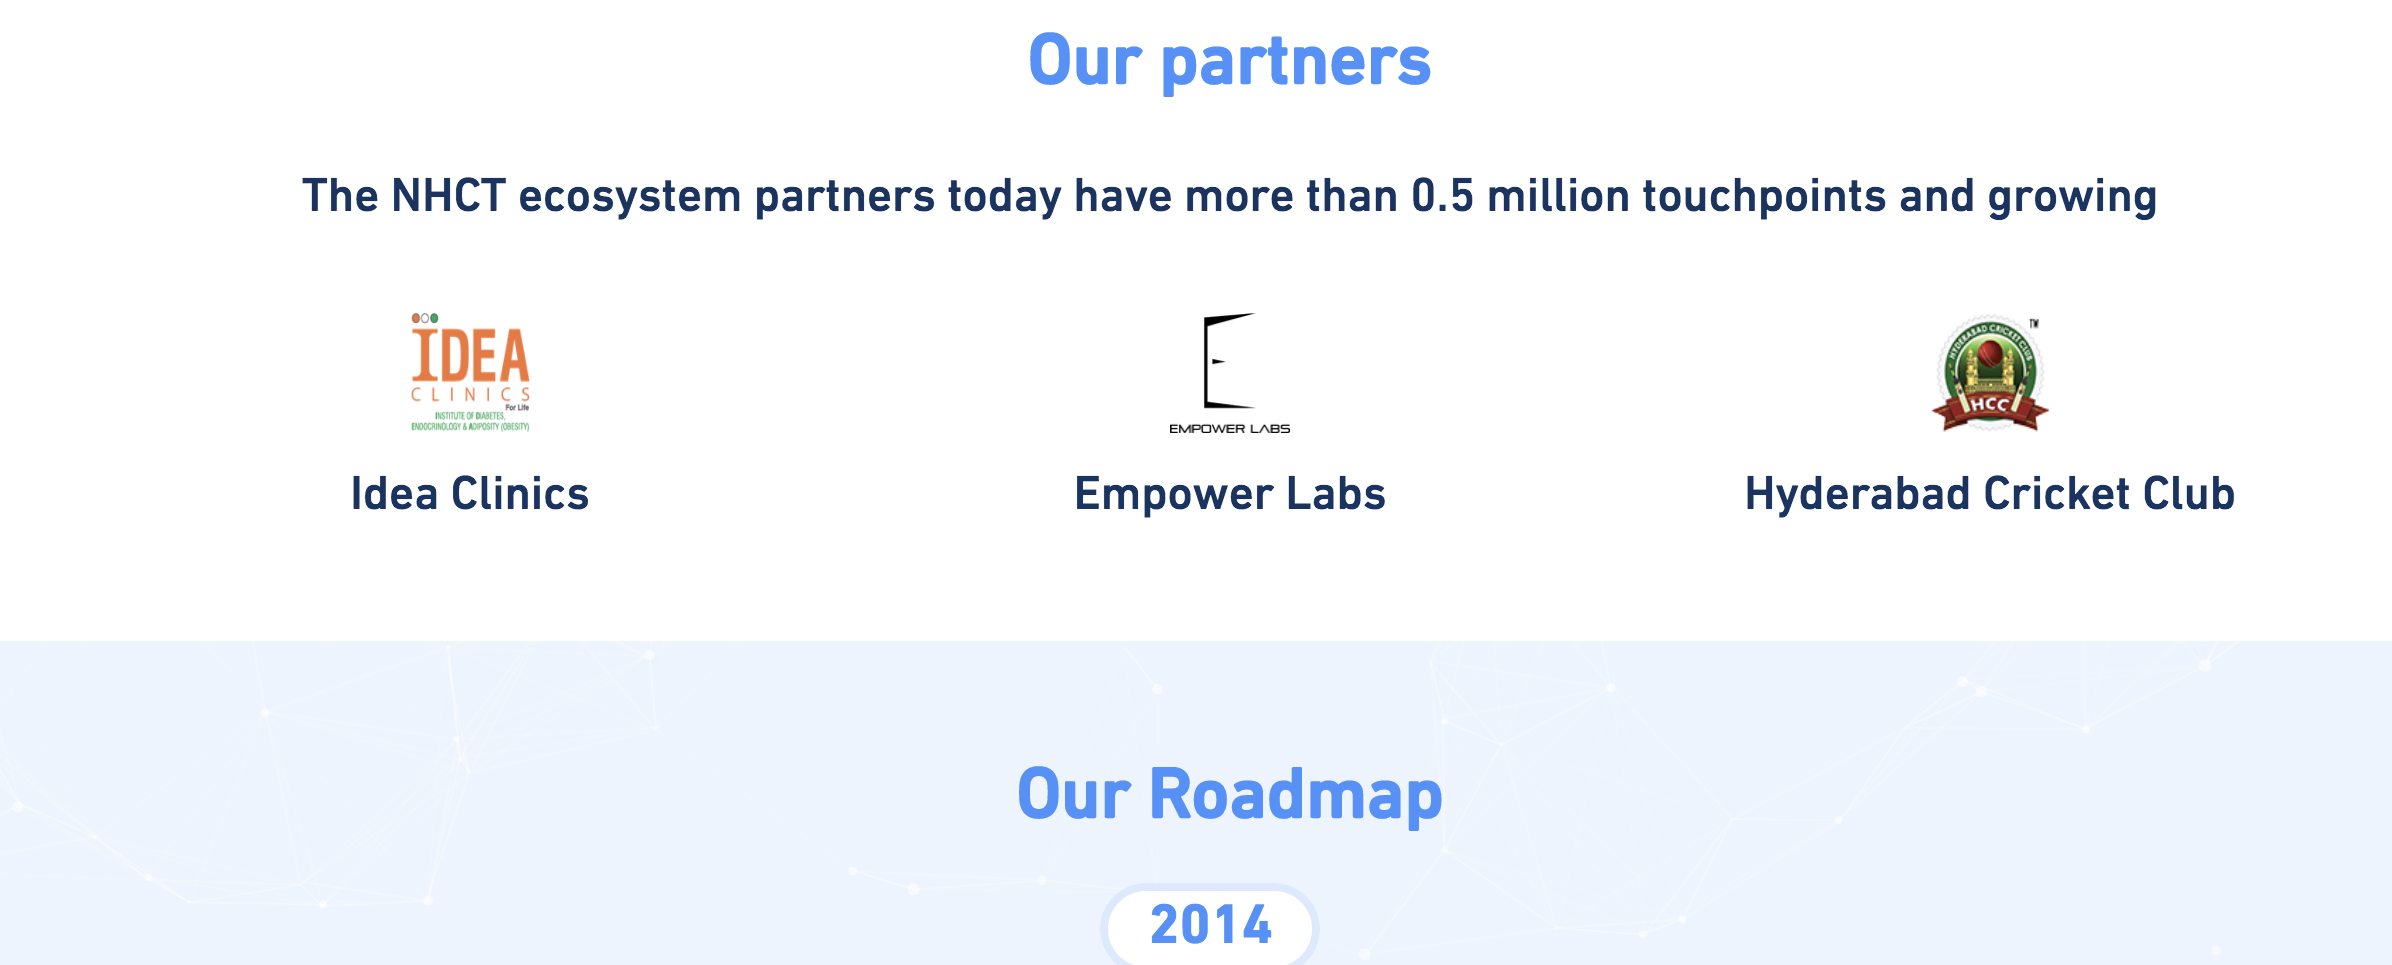 Our partners
The NHCT ecosystem partners today have more than 0.5 million touchpoints and growing
IDEA
CLINICS
For Life
INSTITUTE OF DIABETES,
ENDOCRINOLOGY & ADIPOSITY (OBESITY)
Idea Clinics
E
EMPOWER LABS
Empower Labs
TM
HYDERABAD CRICKET CLUB
HCC
Hyderabad Cricket Club
Our Roadmap
2014